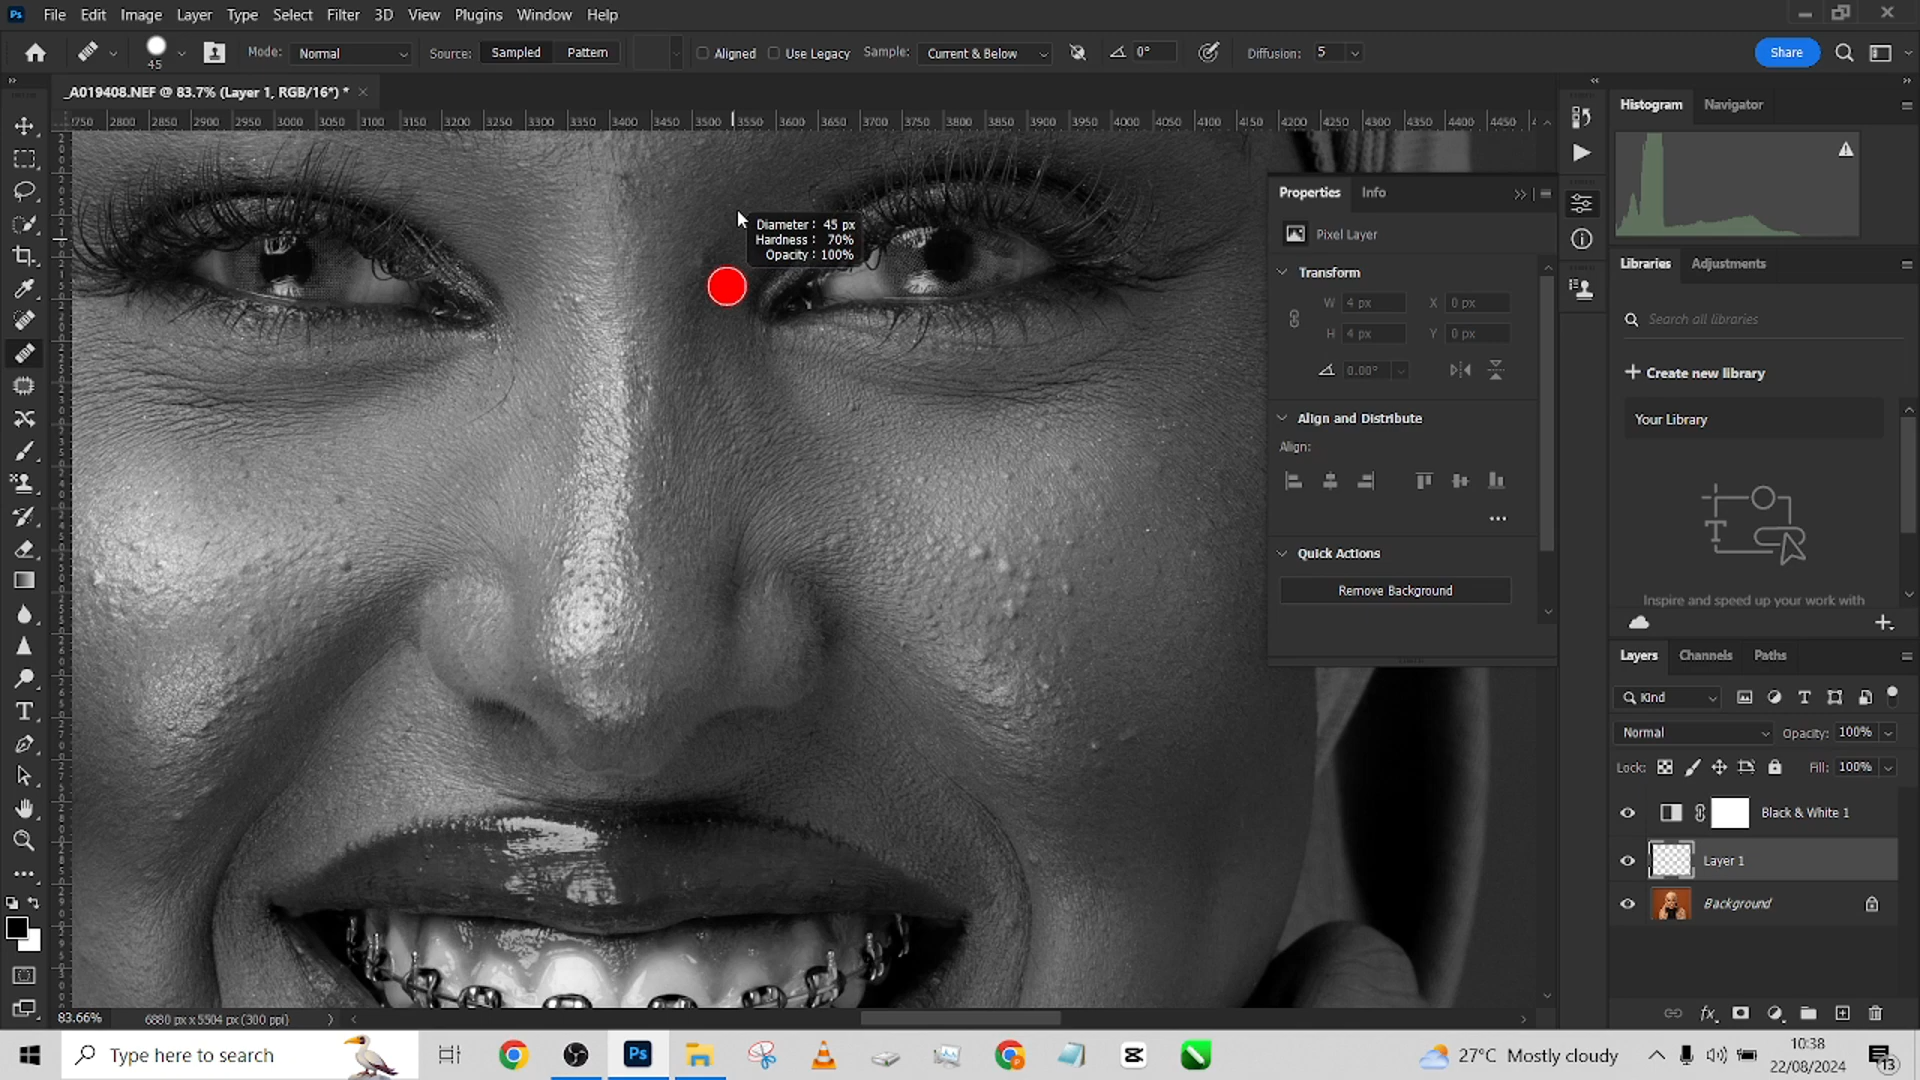 Ps File Edit Image Layer Type Select Filter 3D View Plugins Window Help
45 Mode: Normal Source: Sampled Pattern Aligned Use Legacy Sample: Current & Below 0° Diffusion: 5 Share
_A019408.NEF @ 83.7% (Layer 1, RGB/16*) * ×
2800 2850 2900 2950 3000 3050 3100 3150 3200 3250 3300 3350 3400 3450 3500 3550 3600 3650 3700 3750 3800 3850 3900 3950 4000 4050 4100 4150 4200 4250 4300 4350 4400 4450
Histogram Navigator
Properties Info
Pixel Layer
Diameter : 45 px
Hardness : 70%
Opacity : 100%
Transform
W 4 px X 0 px
H 4 px Y 0 px
0.00°
Align and Distribute
Align:
Quick Actions
Remove Background
Libraries Adjustments
Search all libraries
+ Create new library
Your Library
Inspire and speed up your work with
Layers Channels Paths
Kind
Normal Opacity: 100%
Lock: Fill: 100%
Black & White 1
Layer 1
Background
fx
83.66% 6880 px x 5504 px (300 ppi)
Type here to search
Ps
27°C Mostly cloudy
10:38
22/08/2024
13